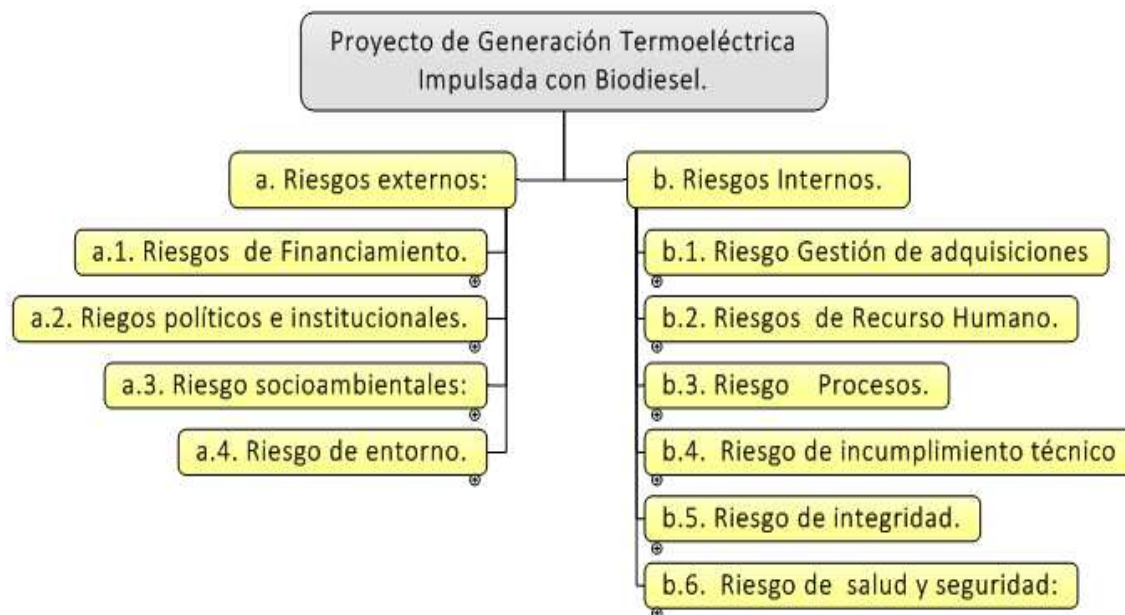 Proyecto de Generación Termoeléctrica
Impulsada con Biodiesel.
a. Riesgos externos:
a.1. Riesgos de Financiamiento.
a.2. Riegos políticos e institucionales.
a.3. Riesgo socioambientales:
a.4. Riesgo de entorno.
b. Riesgos Internos.
b.1. Riesgo Gestión de adquisiciones
b.2. Riesgos de Recurso Humano.
b.3. Riesgo Procesos.
b.4. Riesgo de incumplimiento técnico
b.5. Riesgo de integridad.
b.6. Riesgo de salud y seguridad: